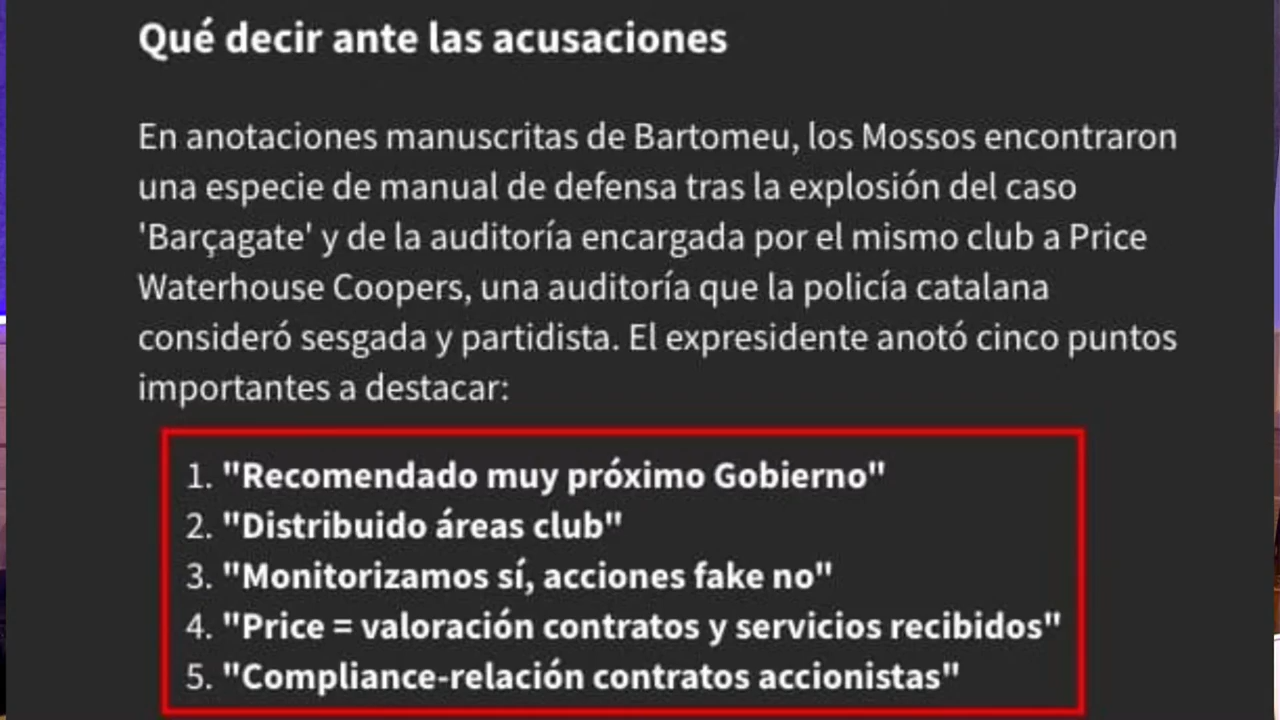 Qué decir ante las acusaciones
En anotaciones manuscritas de Bartomeu, los Mossos encontraron
una especie de manual de defensa tras la explosión del caso
'Barçagate' y de la auditoría encargada por el mismo club a Price
Waterhouse Coopers, una auditoría que la policía catalana
consideró sesgada y partidista. El expresidente anotó cinco puntos
importantes a destacar:
1. "Recomendado muy próximo Gobierno"
2. "Distribuido áreas club"
3. "Monitorizamos sí, acciones fake no"
4. "Price = valoración contratos y servicios recibidos"
5. "Compliance-relación contratos accionistas"